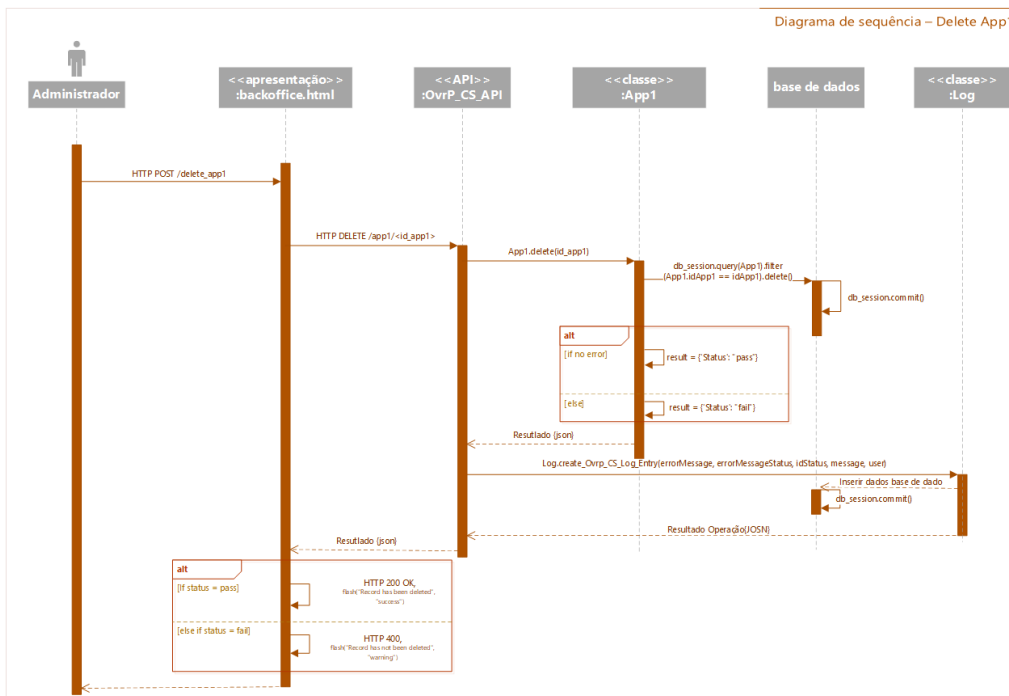 Diagrama de sequência – Delete App1
Administrador
<<apresentação>>
:backoffice.html
<<API>>
:OvrP_CS_API
<<classe>>
:App1
base de dados
<<classe>>
:Log
HTTP POST /delete_app1
HTTP DELETE /app1/<id_app1>
App1.delete(id_app1)
db_session.query(App1).filter
(App1.idApp1 == idApp1).delete()
db_session.commit()
alt
[if no error]
result = {'Status': "pass"}
[else]
result = {'Status': "fail"}
Resutlado (json)
Log.create_Ovrp_CS_Log_Entry(errorMessage, errorMessageStatus, idStatus, message, user)
Inserir dados base de dado
db_session.commit()
Resultado Operação(JOSN)
Resutlado (json)
alt
[If status = pass]
HTTP 200 OK,
flash("Record has been deleted",
"success")
[else if status = fail]
HTTP 400,
flash("Record has not been deleted",
"warning")